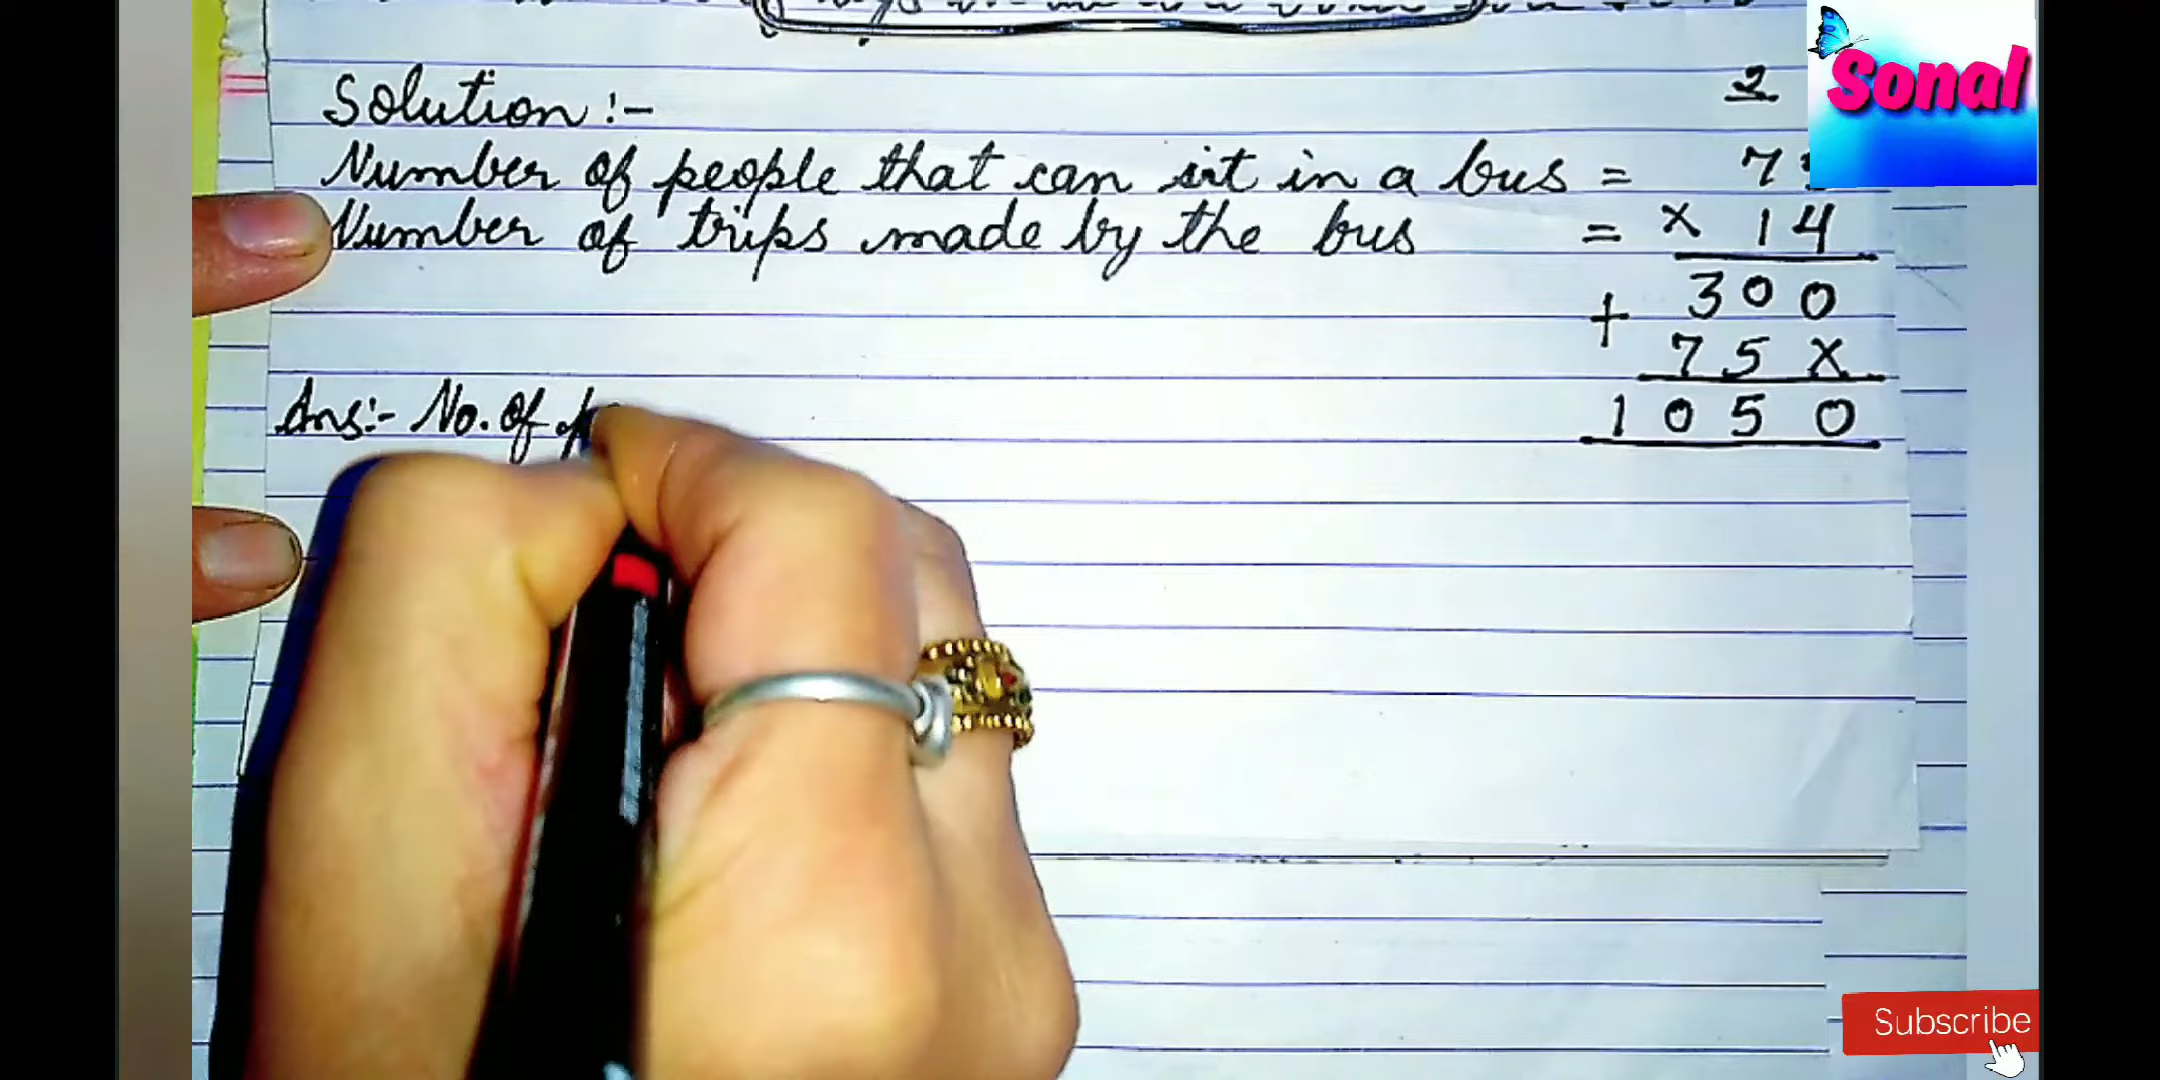 Solution :-
2
Number of people that can sit in a bus = 7
Number of trips made by the bus = × 14
300
+ 75×
1050
Ans:- No. of
Sonal
Subscribe